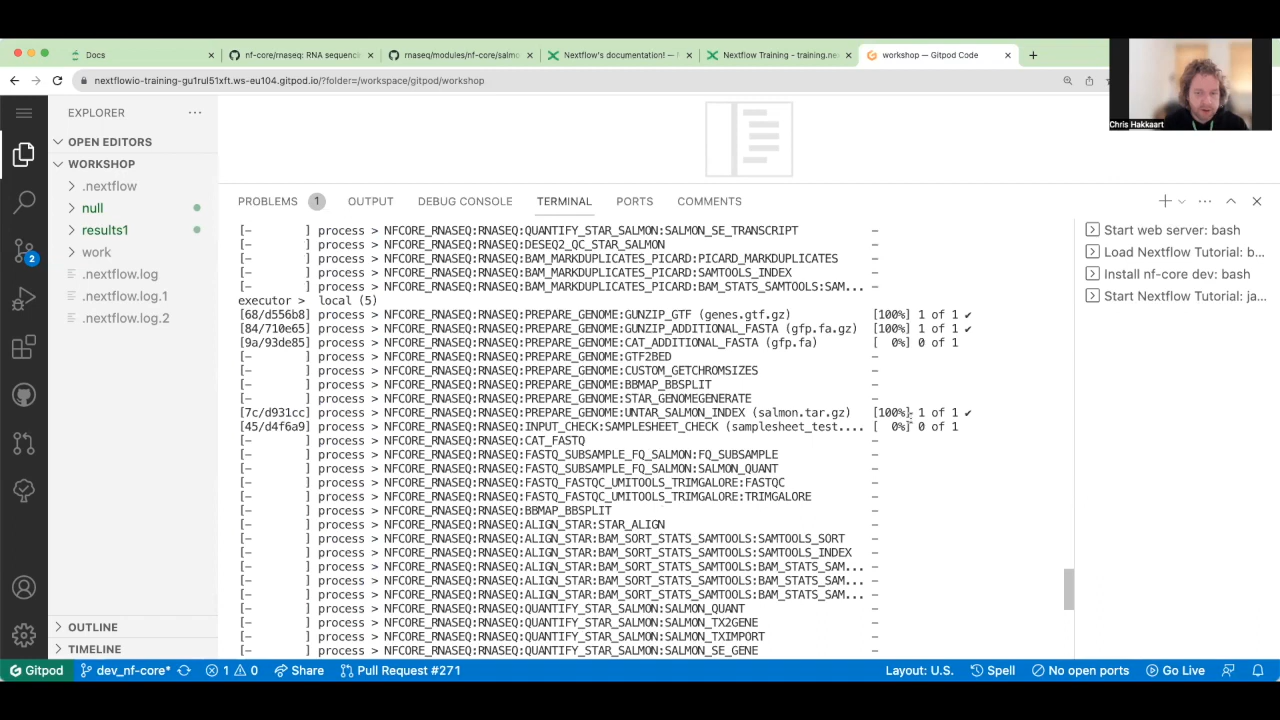 Docs
nf-core/rnaseq: RNA sequenc
rnaseq/modules/nf-core/salmo
Nextflow's documentation! — 
Nextflow Training - training.ne
workshop — Gitpod Code
nextflowio-training-gu1rul51xft.ws-eu104.gitpod.io/?folder=/workspace/gitpod/workshop
Chris Hakkaart
EXPLORER
OPEN EDITORS
WORKSHOP
.nextflow
null
results1
work
.nextflow.log
.nextflow.log.1
.nextflow.log.2
OUTLINE
TIMELINE
2
PROBLEMS 1 OUTPUT DEBUG CONSOLE TERMINAL PORTS COMMENTS
[- ] process > NFCORE_RNASEQ:RNASEQ:QUANTIFY_STAR_SALMON:SALMON_SE_TRANSCRIPT -
[- ] process > NFCORE_RNASEQ:RNASEQ:DESEQ2_QC_STAR_SALMON -
[- ] process > NFCORE_RNASEQ:RNASEQ:BAM_MARKDUPLICATES_PICARD:PICARD_MARKDUPLICATES -
[- ] process > NFCORE_RNASEQ:RNASEQ:BAM_MARKDUPLICATES_PICARD:SAMTOOLS_INDEX -
[- ] process > NFCORE_RNASEQ:RNASEQ:BAM_MARKDUPLICATES_PICARD:BAM_STATS_SAMTOOLS:SAM... -
executor > local (5)
[68/d556b8] process > NFCORE_RNASEQ:RNASEQ:PREPARE_GENOME:GUNZIP_GTF (genes.gtf.gz) [100%] 1 of 1 ✔
[84/710e65] process > NFCORE_RNASEQ:RNASEQ:PREPARE_GENOME:GUNZIP_ADDITIONAL_FASTA (gfp.fa.gz) [100%] 1 of 1 ✔
[9a/93de85] process > NFCORE_RNASEQ:RNASEQ:PREPARE_GENOME:CAT_ADDITIONAL_FASTA (gfp.fa) [ 0%] 0 of 1
[- ] process > NFCORE_RNASEQ:RNASEQ:PREPARE_GENOME:GTF2BED -
[- ] process > NFCORE_RNASEQ:RNASEQ:PREPARE_GENOME:CUSTOM_GETCHROMSIZES -
[- ] process > NFCORE_RNASEQ:RNASEQ:PREPARE_GENOME:BBMAP_BBSPLIT -
[- ] process > NFCORE_RNASEQ:RNASEQ:PREPARE_GENOME:STAR_GENOMEGENERATE -
[7c/d931cc] process > NFCORE_RNASEQ:RNASEQ:PREPARE_GENOME:UNTAR_SALMON_INDEX (salmon.tar.gz) [100%] 1 of 1 ✔
[45/d4f6a9] process > NFCORE_RNASEQ:RNASEQ:INPUT_CHECK:SAMPLESHEET_CHECK (samplesheet_test.... [ 0%] 0 of 1
[- ] process > NFCORE_RNASEQ:RNASEQ:CAT_FASTQ -
[- ] process > NFCORE_RNASEQ:RNASEQ:FASTQ_SUBSAMPLE_FQ_SALMON:FQ_SUBSAMPLE -
[- ] process > NFCORE_RNASEQ:RNASEQ:FASTQ_SUBSAMPLE_FQ_SALMON:SALMON_QUANT -
[- ] process > NFCORE_RNASEQ:RNASEQ:FASTQ_FASTQC_UMITOOLS_TRIMGALORE:FASTQC -
[- ] process > NFCORE_RNASEQ:RNASEQ:FASTQ_FASTQC_UMITOOLS_TRIMGALORE:TRIMGALORE -
[- ] process > NFCORE_RNASEQ:RNASEQ:BBMAP_BBSPLIT -
[- ] process > NFCORE_RNASEQ:RNASEQ:ALIGN_STAR:STAR_ALIGN -
[- ] process > NFCORE_RNASEQ:RNASEQ:ALIGN_STAR:BAM_SORT_STATS_SAMTOOLS:SAMTOOLS_SORT -
[- ] process > NFCORE_RNASEQ:RNASEQ:ALIGN_STAR:BAM_SORT_STATS_SAMTOOLS:SAMTOOLS_INDEX -
[- ] process > NFCORE_RNASEQ:RNASEQ:ALIGN_STAR:BAM_SORT_STATS_SAMTOOLS:BAM_STATS_SAM... -
[- ] process > NFCORE_RNASEQ:RNASEQ:ALIGN_STAR:BAM_SORT_STATS_SAMTOOLS:BAM_STATS_SAM... -
[- ] process > NFCORE_RNASEQ:RNASEQ:ALIGN_STAR:BAM_SORT_STATS_SAMTOOLS:BAM_STATS_SAM... -
[- ] process > NFCORE_RNASEQ:RNASEQ:QUANTIFY_STAR_SALMON:SALMON_QUANT -
[- ] process > NFCORE_RNASEQ:RNASEQ:QUANTIFY_STAR_SALMON:SALMON_TX2GENE -
[- ] process > NFCORE_RNASEQ:RNASEQ:QUANTIFY_STAR_SALMON:SALMON_TXIMPORT -
[- ] process > NFCORE_RNASEQ:RNASEQ:QUANTIFY_STAR_SALMON:SALMON_SE_GENE -
Start web server: bash
Load Nextflow Tutorial: b...
Install nf-core dev: bash
Start Nextflow Tutorial: ja...
Gitpod dev_nf-core* 1 0 Share Pull Request #271 Layout: U.S. Spell No open ports Go Live